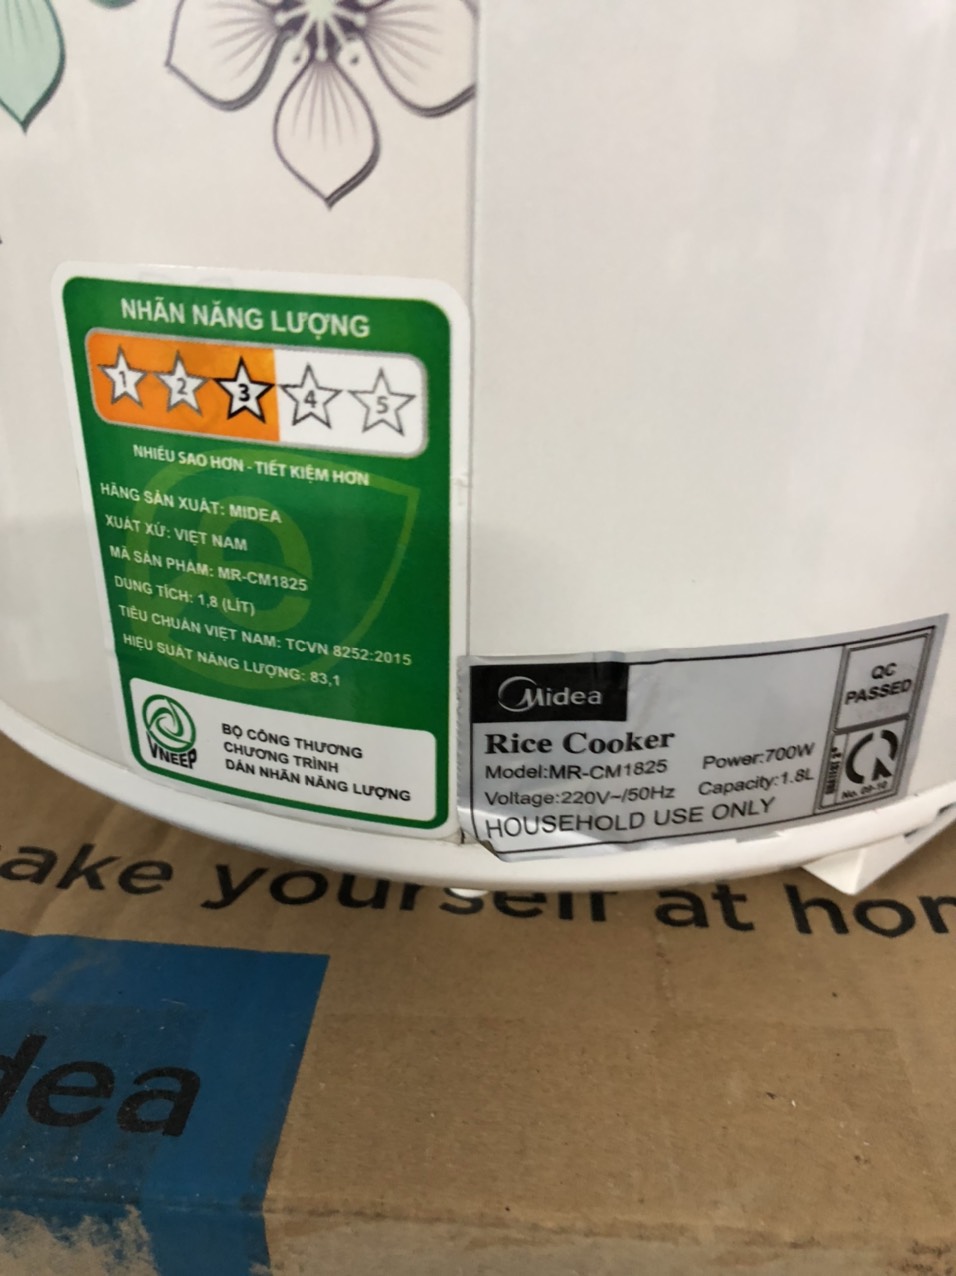 NHÃN NĂNG LƯỢNG
1 2 3 4 5
NHIỀU SAO HƠN - TIẾT KIỆM HƠN
HÃNG SẢN XUẤT: MIDEA
XUẤT XỨ: VIỆT NAM
MÃ SẢN PHẨM: MR-CM1825
DUNG TÍCH: 1,8 (LÍT)
TIÊU CHUẨN VIỆT NAM: TCVN 8252:2015
HIỆU SUẤT NĂNG LƯỢNG: 83,1
VNEEP
BỘ CÔNG THƯƠNG
CHƯƠNG TRÌNH
DÁN NHÃN NĂNG LƯỢNG
Midea
Rice Cooker
Model:MR-CM1825 Power:700W
Voltage:220V~/50Hz Capacity:1.8L
HOUSEHOLD USE ONLY
QC
PASSED
ake yourself at hom
dea